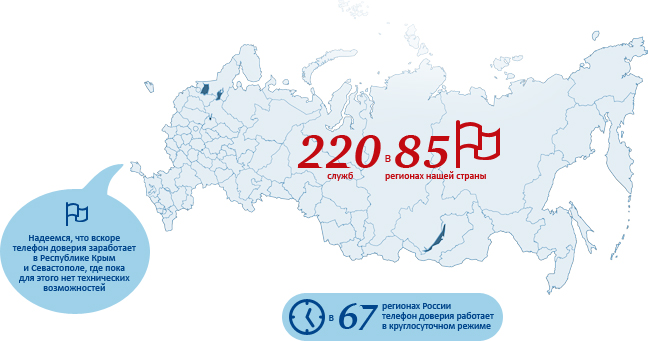 220 в 85
служб
регионах нашей страны
Надеемся, что вскоре
телефон доверия заработает
в Республике Крым
и Севастополе, где пока
для этого нет технических
возможностей
в 67 регионах России
телефон доверия работает
в круглосуточном режиме